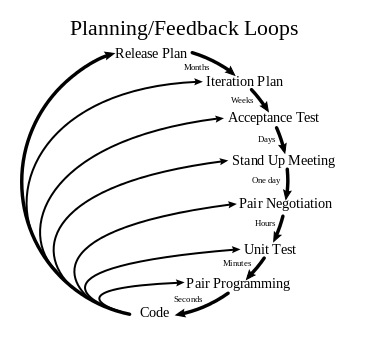 Planning/Feedback Loops
Release Plan
Months
Iteration Plan
Weeks
Acceptance Test
Days
Stand Up Meeting
One day
Pair Negotiation
Hours
Unit Test
Minutes
Pair Programming
Seconds
Code